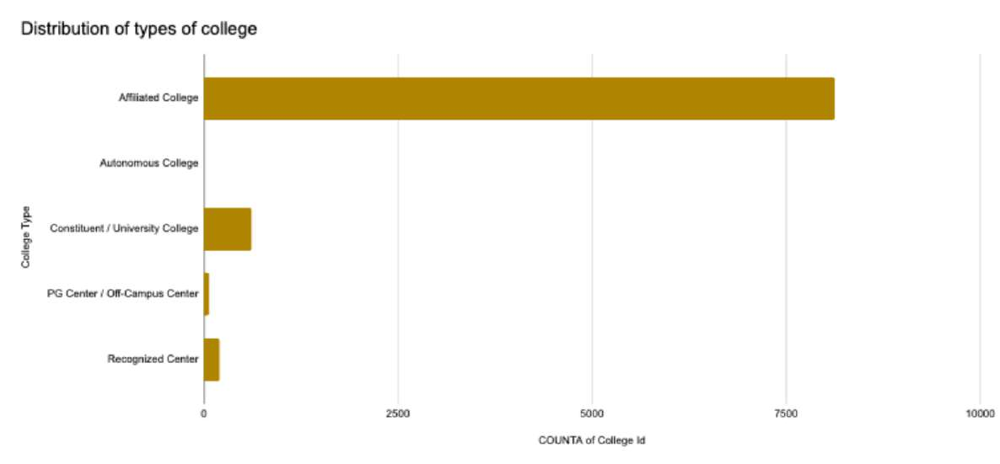 Distribution of types of college
College Type
Affiliated College
Autonomous College
Constituent / University College
PG Center / Off-Campus Center
Recognized Center
0 2500 5000 7500 10000
COUNTA of College Id